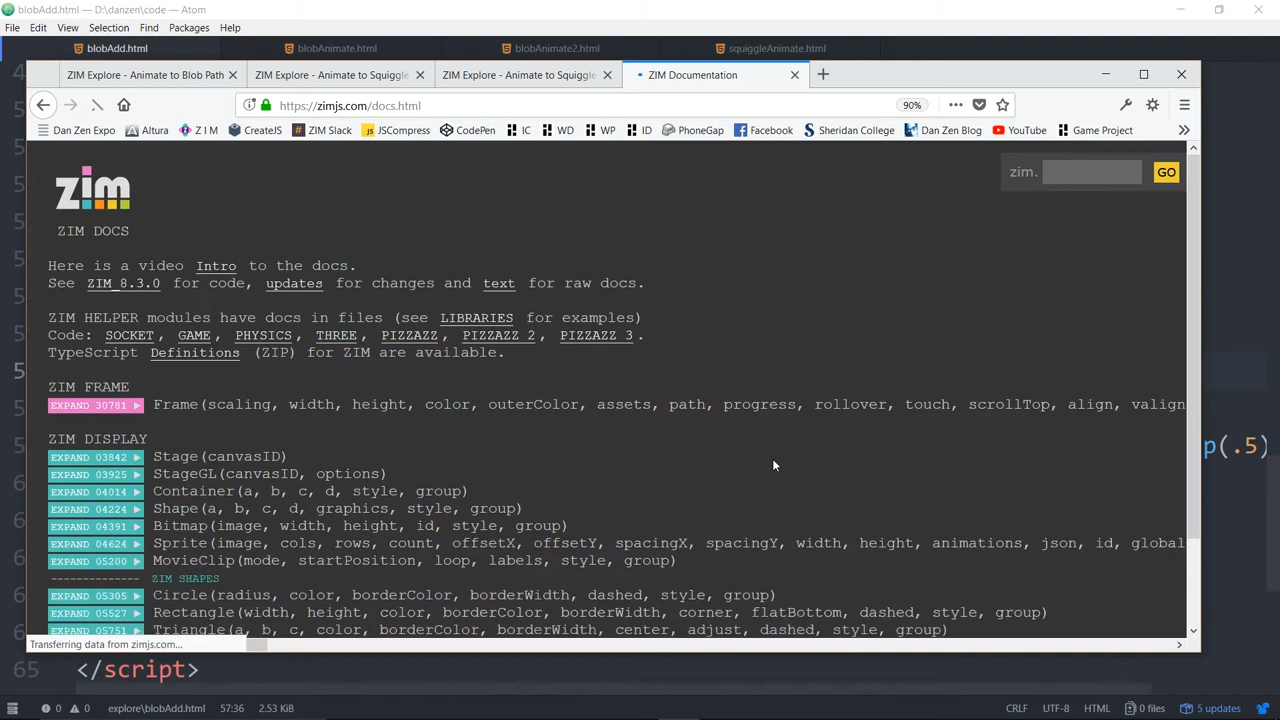 blobAdd.html — D:\danzen\code — Atom
File Edit View Selection Find Packages Help
blobAdd.html blobAnimate.html blobAnimate2.html squiggleAnimate.html
ZIM Explore - Animate to Blob Path ZIM Explore - Animate to Squiggle ZIM Explore - Animate to Squiggle ZIM Documentation
https://zimjs.com/docs.html 90%
Dan Zen Expo Altura Z I M CreateJS ZIM Slack JSCompress CodePen IC WD WP ID PhoneGap Facebook Sheridan College Dan Zen Blog YouTube Game Project
zim
zim. GO
ZIM DOCS
Here is a video Intro to the docs.
See ZIM_8.3.0 for code, updates for changes and text for raw docs.
ZIM HELPER modules have docs in files (see LIBRARIES for examples)
Code: SOCKET, GAME, PHYSICS, THREE, PIZZAZZ, PIZZAZZ 2, PIZZAZZ 3.
TypeScript Definitions (ZIP) for ZIM are available.
ZIM FRAME
EXPAND 30781 Frame(scaling, width, height, color, outerColor, assets, path, progress, rollover, touch, scrollTop, align, valign
ZIM DISPLAY
p(.5)
EXPAND 03842 Stage(canvasID)
EXPAND 03925 StageGL(canvasID, options)
EXPAND 04014 Container(a, b, c, d, style, group)
EXPAND 04224 Shape(a, b, c, d, graphics, style, group)
EXPAND 04391 Bitmap(image, width, height, id, style, group)
EXPAND 04624 Sprite(image, cols, rows, count, offsetX, offsetY, spacingX, spacingY, width, height, animations, json, id, global
EXPAND 05200 MovieClip(mode, startPosition, loop, labels, style, group)
-------------- ZIM SHAPES
EXPAND 05305 Circle(radius, color, borderColor, borderWidth, dashed, style, group)
EXPAND 05527 Rectangle(width, height, color, borderColor, borderWidth, corner, flatBottom, dashed, style, group)
EXPAND 05751 Triangle(a, b, c, color, borderColor, borderWidth, center, adjust, dashed, style, group)
Transferring data from zimjs.com...
65 </script>
0 0 explore\blobAdd.html 57:36 2.53 KiB CRLF UTF-8 HTML 0 files 5 updates